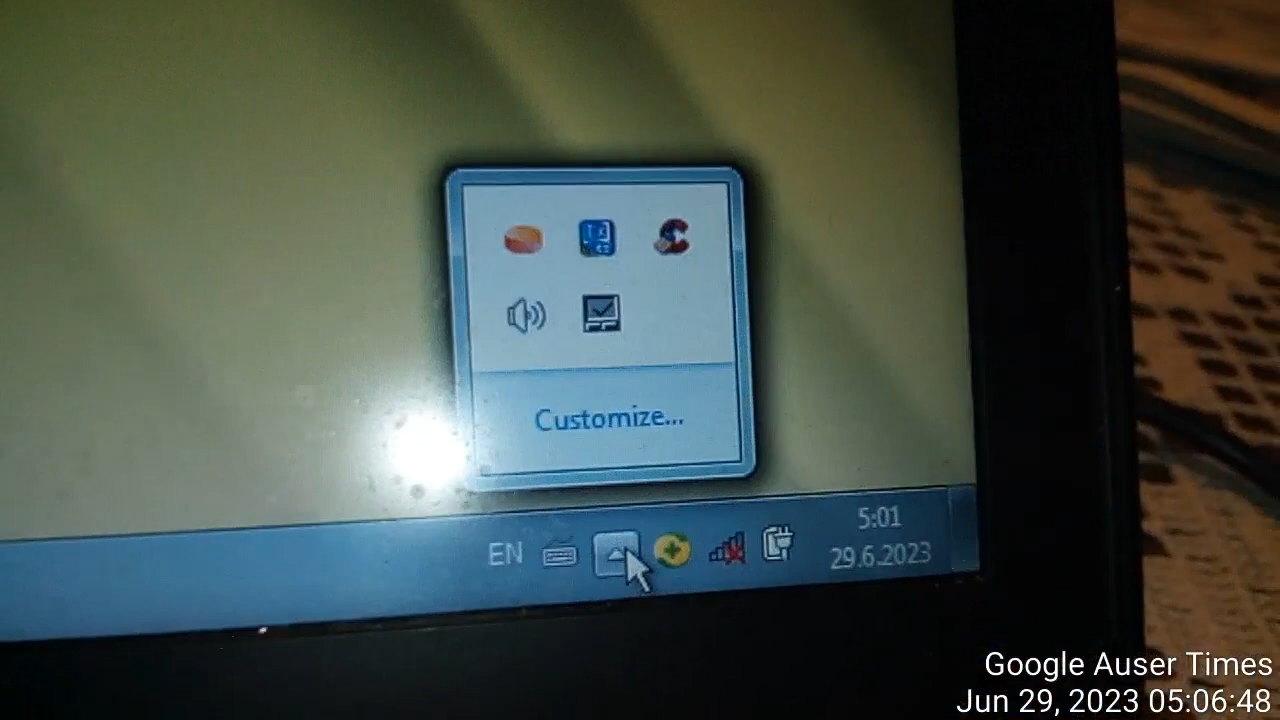 Customize...
EN
5:01
29.6.2023
Google Auser Times
Jun 29, 2023 05:06:48